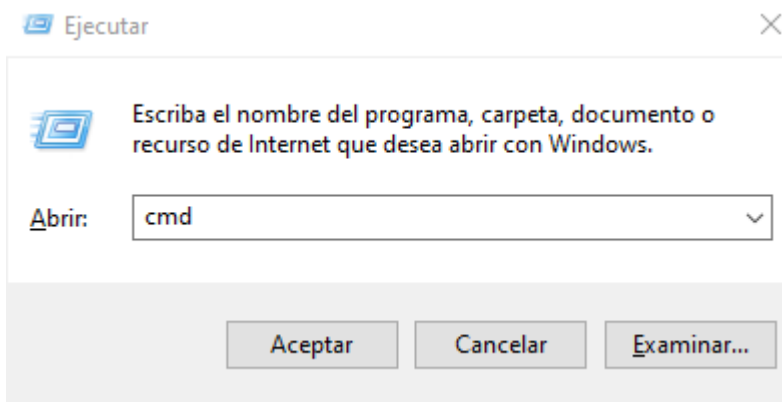 Ejecutar
Escriba el nombre del programa, carpeta, documento o
recurso de Internet que desea abrir con Windows.
Abrir: cmd
Aceptar Cancelar Examinar...